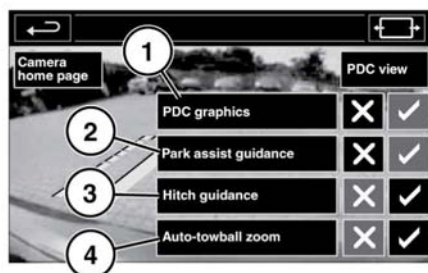 Camera
home page
PDC view
1
PDC graphics
2
Park assist guidance
3
Hitch guidance
4
Auto-towball zoom